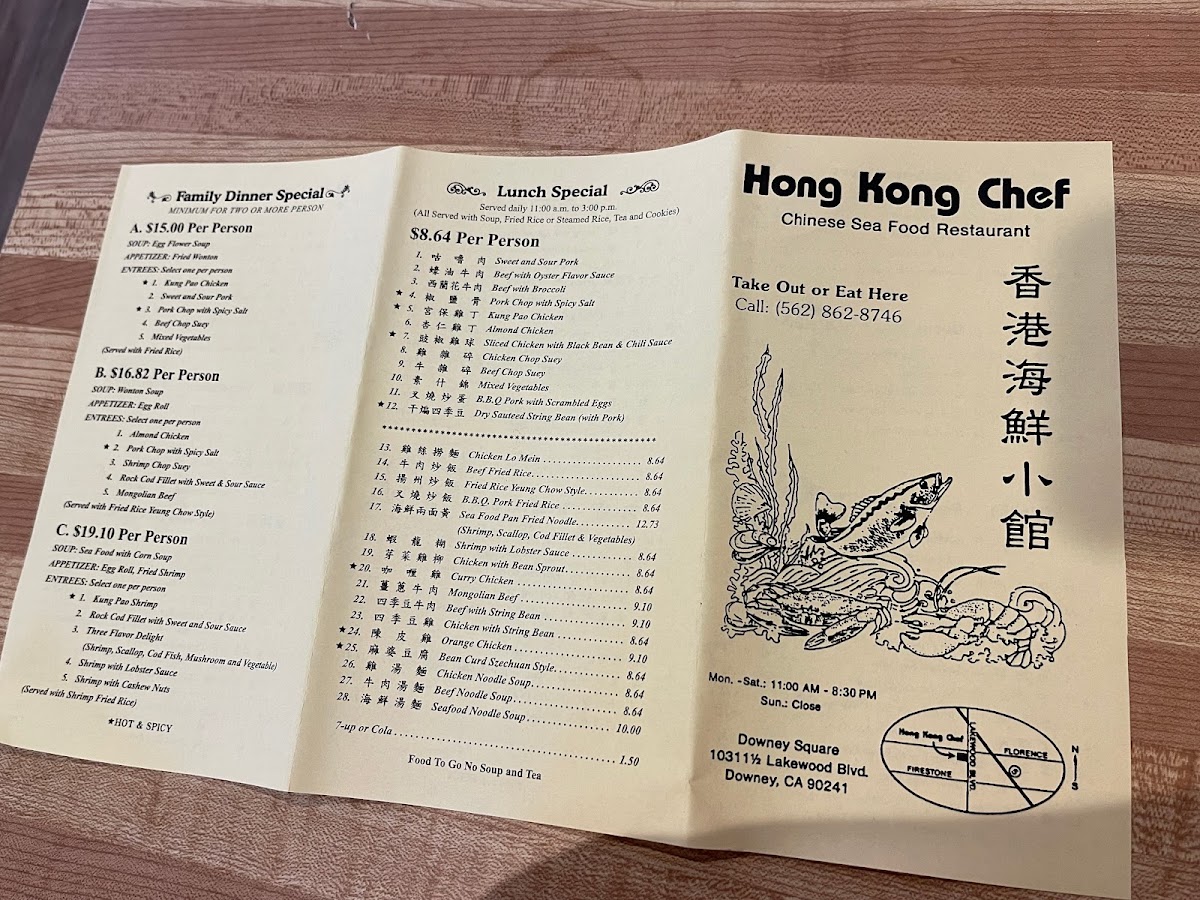 Family Dinner Special
MINIMUM FOR TWO OR MORE PERSON
A. $15.00 Per Person
SOUP: Egg Flower Soup
APPETIZER: Fried Wonton
ENTREES: Select one per person
★ 1. Kung Pao Chicken
2. Sweet and Sour Pork
★ 3. Pork Chop with Spicy Salt
4. Beef Chop Suey
5. Mixed Vegetables
(Served with Fried Rice)
B. $16.82 Per Person
SOUP: Wonton Soup
APPETIZER: Egg Roll
ENTREES: Select one per person
1. Almond Chicken
★ 2. Pork Chop with Spicy Salt
3. Shrimp Chop Suey
4. Rock Cod Fillet with Sweet & Sour Sauce
5. Mongolian Beef
(Served with Fried Rice Yeung Chow Style)
C. $19.10 Per Person
SOUP: Sea Food with Corn Soup
APPETIZER: Egg Roll, Fried Shrimp
ENTREES: Select one per person
★ 1. Kung Pao Shrimp
2. Rock Cod Fillet with Sweet and Sour Sauce
3. Three Flavor Delight
(Shrimp, Scallop, Cod Fish, Mushroom and Vegetable)
4. Shrimp with Lobster Sauce
5. Shrimp with Cashew Nuts
(Served with Shrimp Fried Rice)
★HOT & SPICY
Lunch Special
Served daily 11:00 a.m. to 3:00 p.m.
(All Served with Soup, Fried Rice or Steamed Rice, Tea and Cookies)
$8.64 Per Person
1. 咕嚕肉 Sweet and Sour Pork
2. 蠔油牛肉 Beef with Oyster Flavor Sauce
3. 西蘭花牛肉 Beef with Broccoli
★ 4. 椒鹽骨 Pork Chop with Spicy Salt
★ 5. 宮保雞丁 Kung Pao Chicken
6. 杏仁雞丁 Almond Chicken
★ 7. 豉椒雞球 Sliced Chicken with Black Bean & Chili Sauce
8. 雞雜碎 Chicken Chop Suey
9. 牛雜碎 Beef Chop Suey
10. 素什錦 Mixed Vegetables
11. 叉燒炒蛋 B.B.Q Pork with Scrambled Eggs
★12. 干煸四季豆 Dry Sauteed String Bean (with Pork)
13. 雞絲撈麵 Chicken Lo Mein 8.64
14. 牛肉炒飯 Beef Fried Rice 8.64
15. 揚州炒飯 Fried Rice Yeung Chow Style 8.64
16. 叉燒炒飯 B.B.Q. Pork Fried Rice 8.64
17. 海鮮兩面黃 Sea Food Pan Fried Noodle 12.73
(Shrimp, Scallop, Cod Fillet & Vegetables)
18. 蝦龍糊 Shrimp with Lobster Sauce 8.64
19. 芽菜雞柳 Chicken with Bean Sprout 8.64
★20. 咖喱雞 Curry Chicken 8.64
21. 薑蔥牛肉 Mongolian Beef 9.10
22. 四季豆牛肉 Beef with String Bean 9.10
23. 四季豆雞 Chicken with String Bean 8.64
★24. 陳皮雞 Orange Chicken 9.10
★25. 麻婆豆腐 Bean Curd Szechuan Style 8.64
26. 雞湯麵 Chicken Noodle Soup 8.64
27. 牛肉湯麵 Beef Noodle Soup 8.64
28. 海鮮湯麵 Seafood Noodle Soup 10.00
7-up or Cola 1.50
Food To Go No Soup and Tea
Hong Kong Chef
Chinese Sea Food Restaurant
香港海鮮小館
Take Out or Eat Here
Call: (562) 862-8746
Mon. -Sat.: 11:00 AM - 8:30 PM
Sun.: Close
Downey Square
10311½ Lakewood Blvd.
Downey, CA 90241
Hong Kong Chef
LAKEWOOD BLVD.
FLORENCE
FIRESTONE
N
S